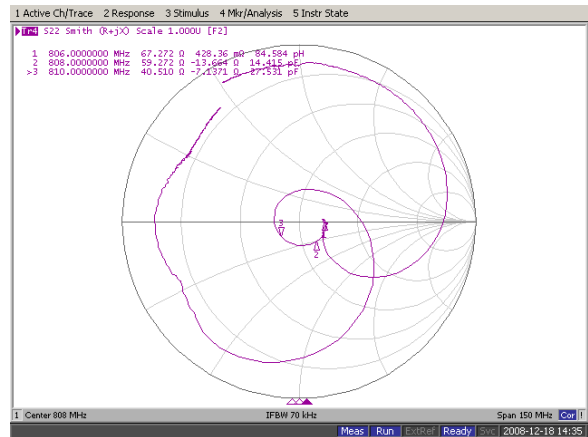 1 Active Ch/Trace 2 Response 3 Stimulus 4 Mkr/Analysis 5 Instr State
Tr4 S22 Smith (R+jX) Scale 1.000U [F2]
1 806.0000000 MHz 67.272 Ω 428.36 mΩ 84.584 pH
2 808.0000000 MHz 59.272 Ω -13.664 Ω 14.415 pF
>3 810.0000000 MHz 40.510 Ω -7.1371 Ω 27.531 pF
3
1
2
1 Center 808 MHz IFBW 70 kHz Span 150 MHz Cor !
Meas Run ExtRef Ready Svc 2008-12-18 14:35